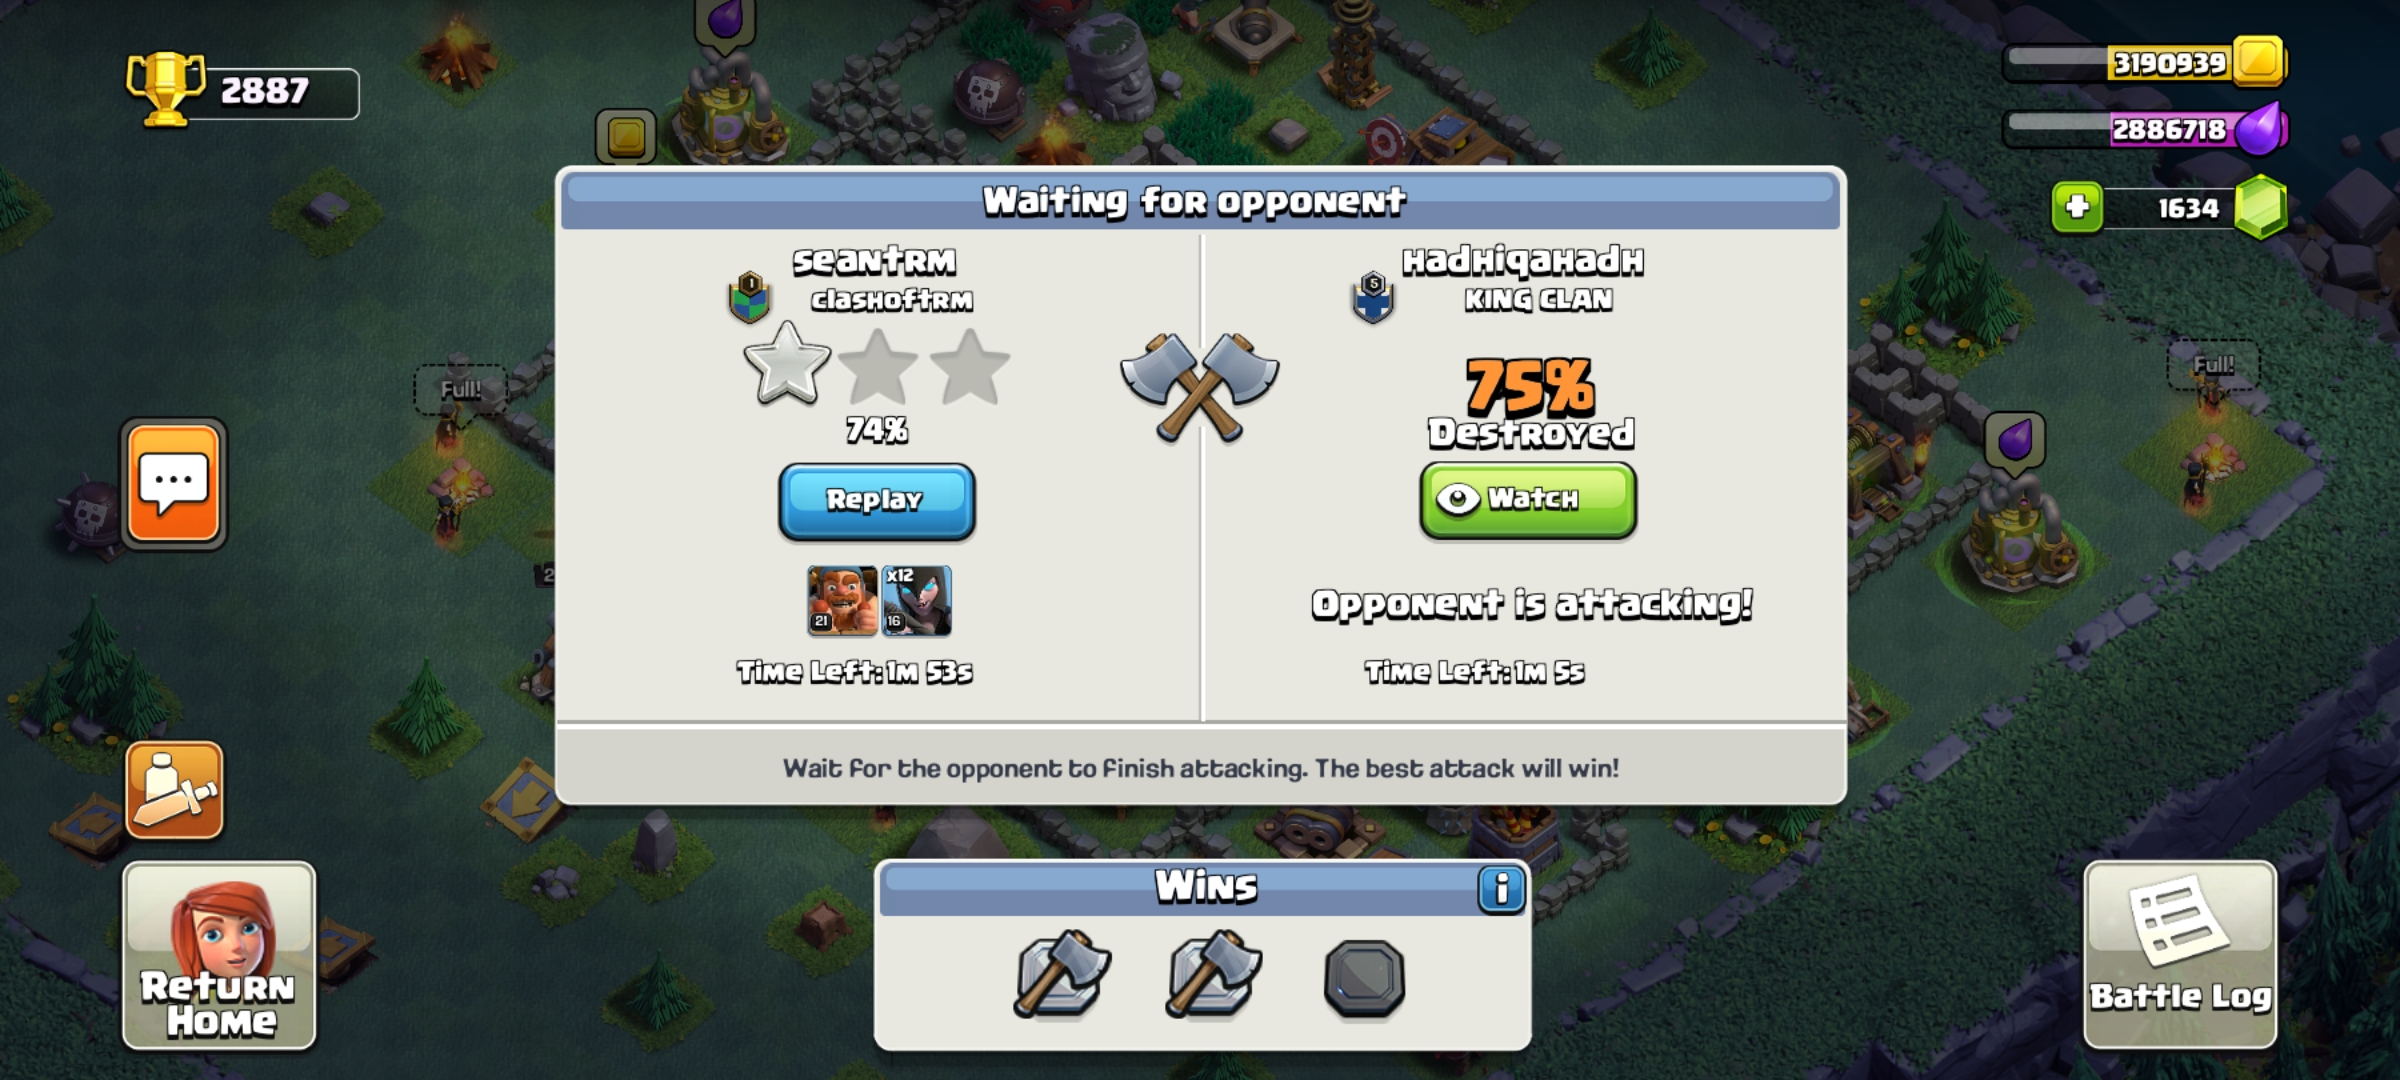 2887
3190939
2886718
1634
Waiting for opponent
seantrm
clashoftrm
1
74%
Replay
x12
21
16
Time Left:1m 53s
hadhiqahadh
KING CLAN
5
75%
Destroyed
Watch
Opponent is attacking!
Time Left:1m 5s
Wait for the opponent to finish attacking. The best attack will win!
Full!
Full!
Wins
i
Return
Home
Battle Log